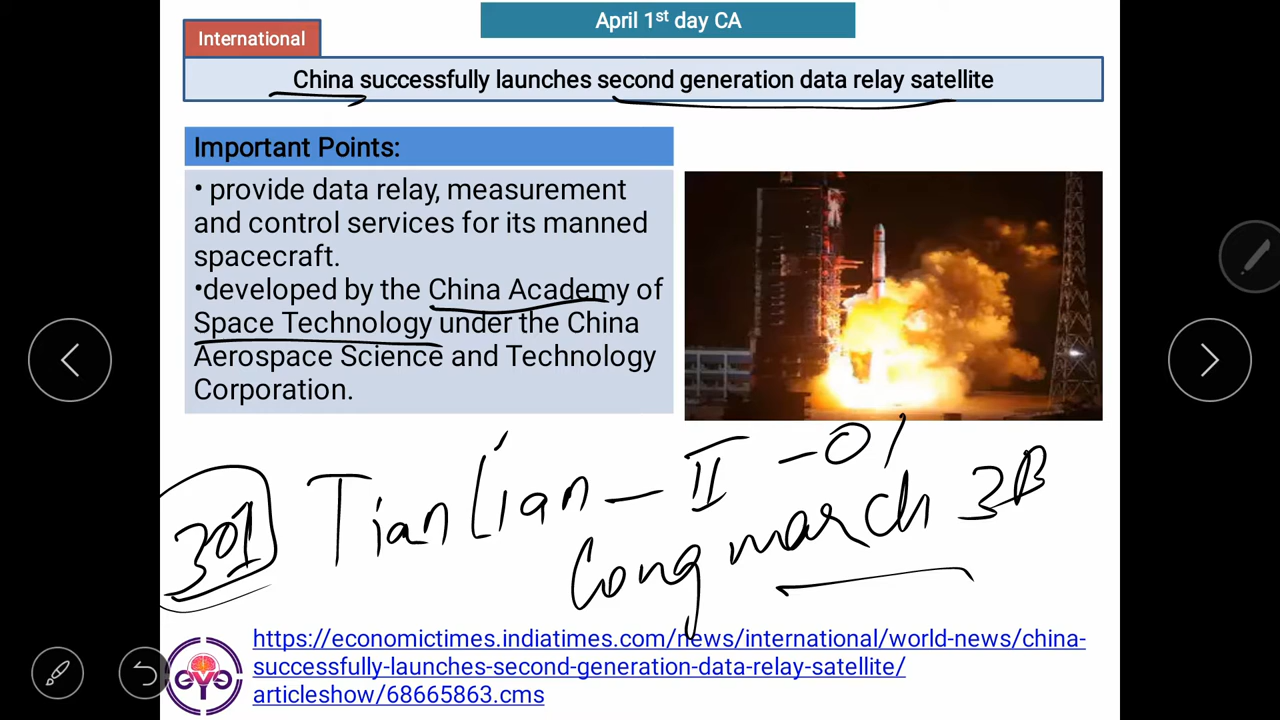 April 1st day CA
International
China successfully launches second generation data relay satellite
Important Points:
• provide data relay, measurement
and control services for its manned
spacecraft.
•developed by the China Academy of
Space Technology under the China
Aerospace Science and Technology
Corporation.
TianLian - II - 01
301
Long march 3B
https://economictimes.indiatimes.com/news/international/world-news/china-
successfully-launches-second-generation-data-relay-satellite/
articleshow/68665863.cms